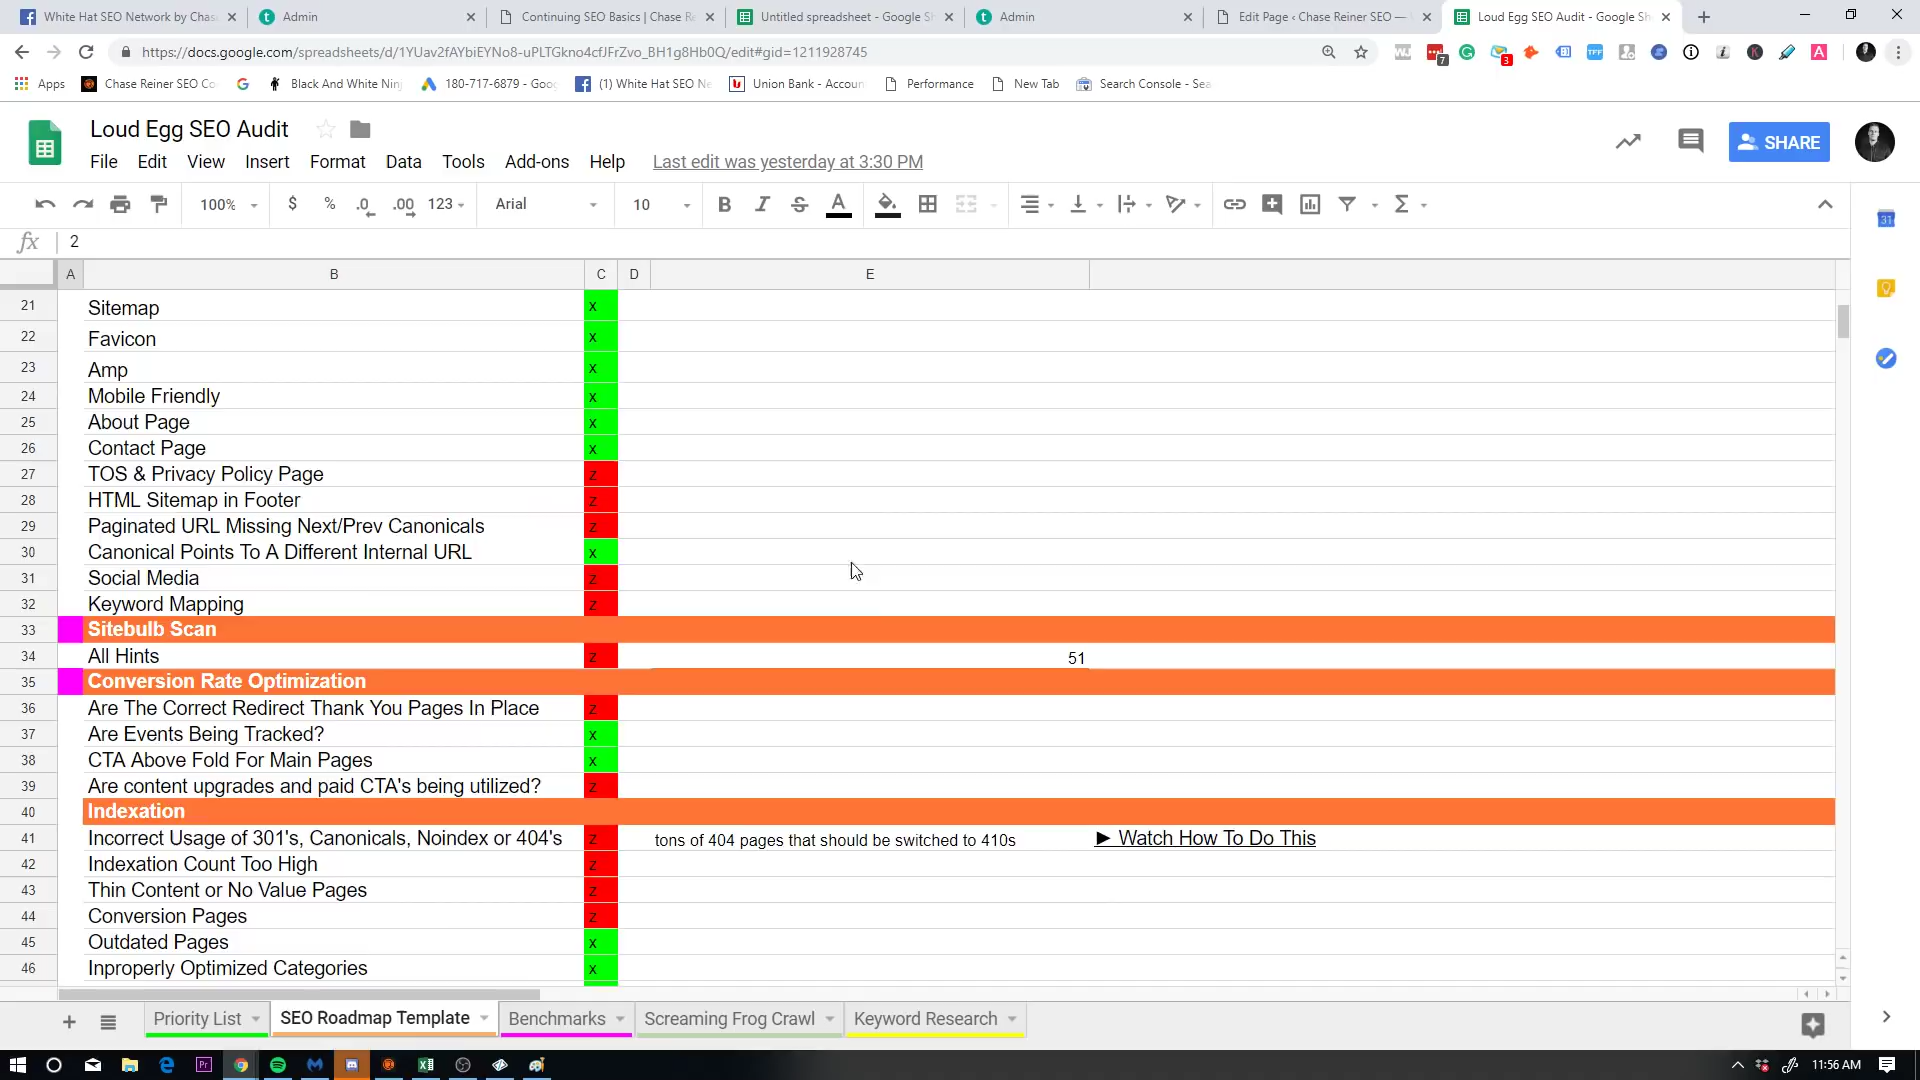 White Hat SEO Network by Chase
Admin
Continuing SEO Basics | Chase Re
Untitled spreadsheet - Google Sh
Admin
Edit Page ‹ Chase Reiner SEO —
Loud Egg SEO Audit - Google Sh
https://docs.google.com/spreadsheets/d/1YUav2fAYbiEYNo8-uPLTGkno4cfJFrZvo_BH1g8Hb0Q/edit#gid=1211928745
Apps
Chase Reiner SEO Co
Black And White Ninj
180-717-6879 - Goog
(1) White Hat SEO Ne
Union Bank - Accoun
Performance
New Tab
Search Console - Sea
Loud Egg SEO Audit
File Edit View Insert Format Data Tools Add-ons Help Last edit was yesterday at 3:30 PM
SHARE
100% $ % .0 .00 123 Arial 10 B I S A
fx 2
A B C D E
21 Sitemap x
22 Favicon x
23 Amp x
24 Mobile Friendly x
25 About Page x
26 Contact Page x
27 TOS & Privacy Policy Page z
28 HTML Sitemap in Footer z
29 Paginated URL Missing Next/Prev Canonicals z
30 Canonical Points To A Different Internal URL x
31 Social Media z
32 Keyword Mapping z
33 Sitebulb Scan
34 All Hints z 51
35 Conversion Rate Optimization
36 Are The Correct Redirect Thank You Pages In Place z
37 Are Events Being Tracked? x
38 CTA Above Fold For Main Pages x
39 Are content upgrades and paid CTA's being utilized? z
40 Indexation
41 Incorrect Usage of 301's, Canonicals, Noindex or 404's z tons of 404 pages that should be switched to 410s ► Watch How To Do This
42 Indexation Count Too High z
43 Thin Content or No Value Pages z
44 Conversion Pages z
45 Outdated Pages x
46 Inproperly Optimized Categories x
Priority List
SEO Roadmap Template
Benchmarks
Screaming Frog Crawl
Keyword Research
11:56 AM